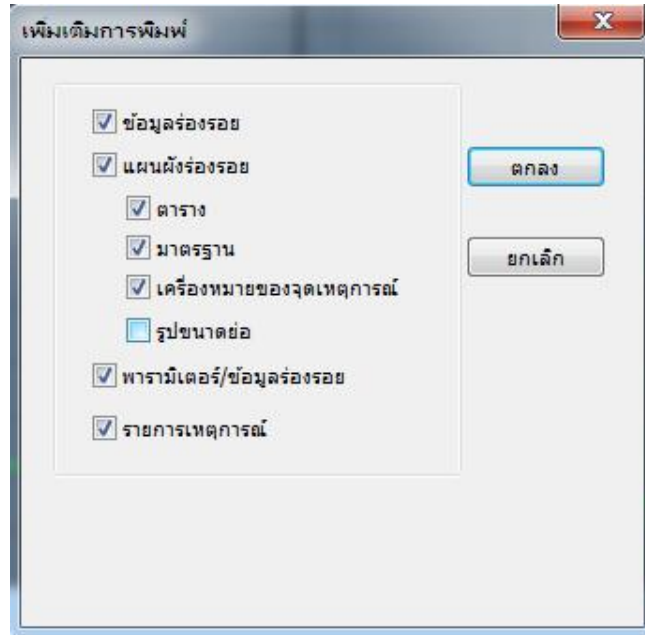 เพิ่มเติมการพิมพ์
ข้อมูลร่องรอย
แผนผังร่องรอย
ตกลง
ตาราง
มาตรฐาน
ยกเลิก
เครื่องหมายของจุดเหตุการณ์
รูปขนาดย่อ
พารามิเตอร์/ข้อมูลร่องรอย
รายการเหตุการณ์